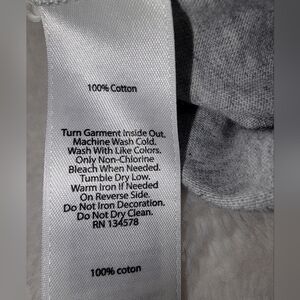 100% Cotton
Turn Garment Inside Out.
Machine Wash Cold.
Wash With Like Colors.
Only Non-Chlorine
Bleach When Needed.
Tumble Dry Low.
Warm Iron If Needed
On Reverse Side.
Do Not Iron Decoration.
Do Not Dry Clean.
RN 134578
100% coton